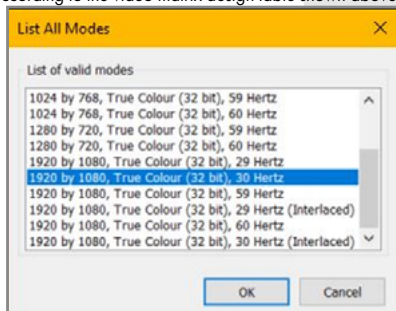 List All Modes
List of valid modes
1024 by 768, True Colour (32 bit), 59 Hertz
1024 by 768, True Colour (32 bit), 60 Hertz
1280 by 720, True Colour (32 bit), 59 Hertz
1280 by 720, True Colour (32 bit), 60 Hertz
1920 by 1080, True Colour (32 bit), 29 Hertz
1920 by 1080, True Colour (32 bit), 30 Hertz
1920 by 1080, True Colour (32 bit), 59 Hertz
1920 by 1080, True Colour (32 bit), 29 Hertz (Interlaced)
1920 by 1080, True Colour (32 bit), 60 Hertz
1920 by 1080, True Colour (32 bit), 30 Hertz (Interlaced)
OK Cancel